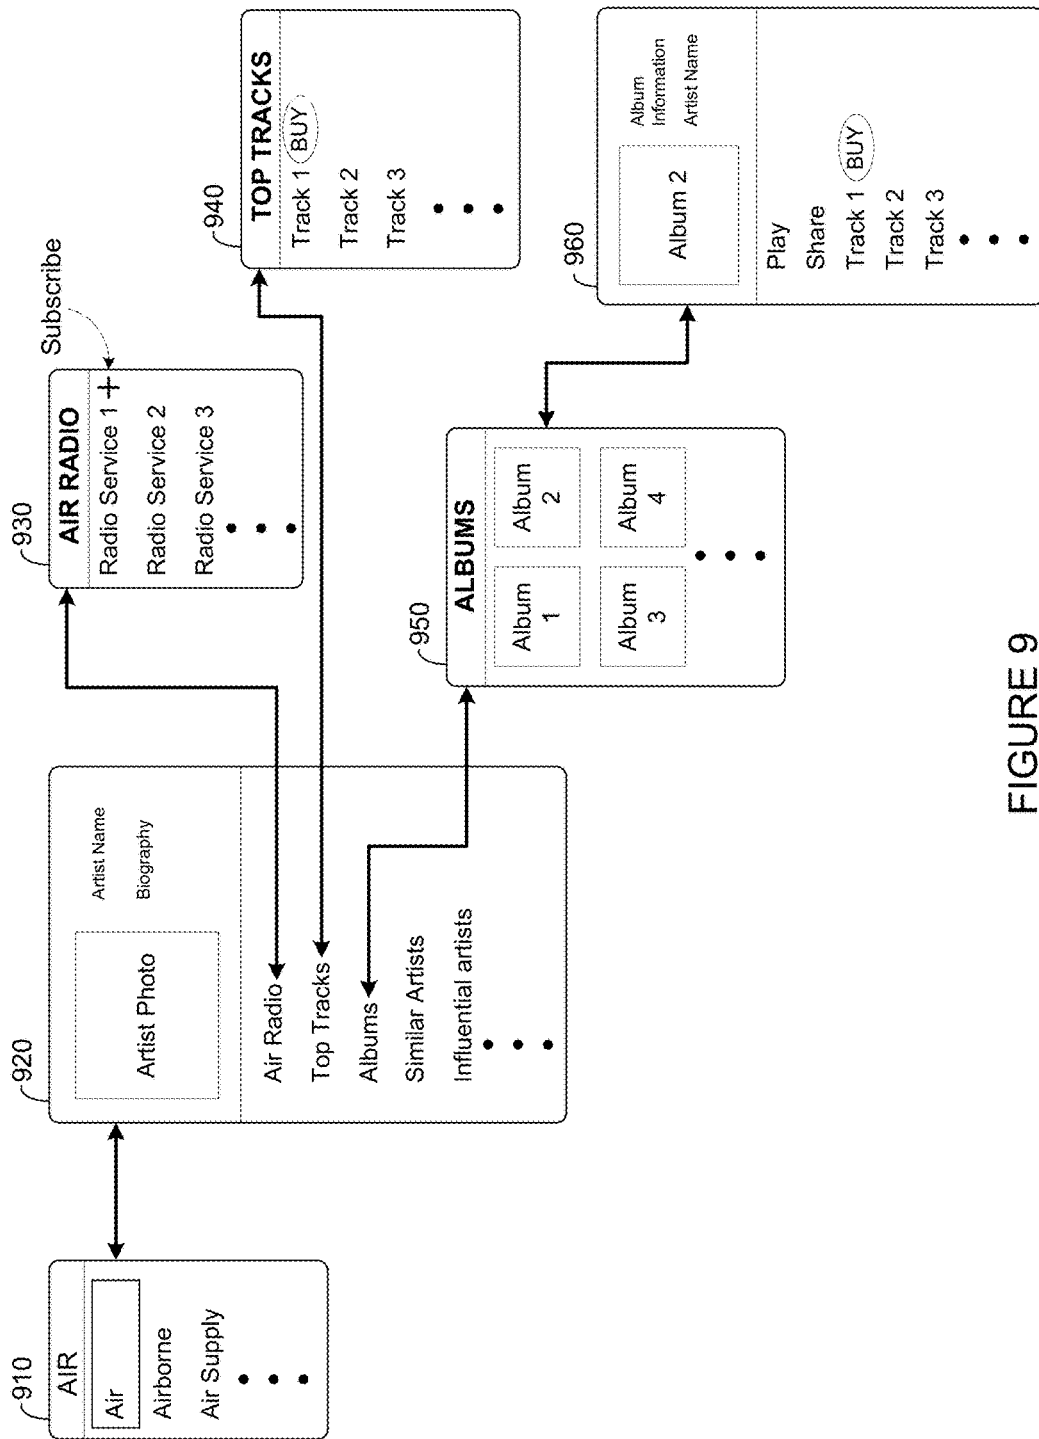 910
AIR
Air
Airborne
Air Supply
920
Artist Photo
Artist Name
Biography
Air Radio
Top Tracks
Albums
Similar Artists
Influential artists
930
AIR RADIO
Radio Service 1 +
Radio Service 2
Radio Service 3
Subscribe
940
TOP TRACKS
Track 1 BUY
Track 2
Track 3
950
ALBUMS
Album
1
Album
2
Album
3
Album
4
960
Album 2
Album
Information
Artist Name
Play
Share
Track 1 BUY
Track 2
Track 3
FIGURE 9